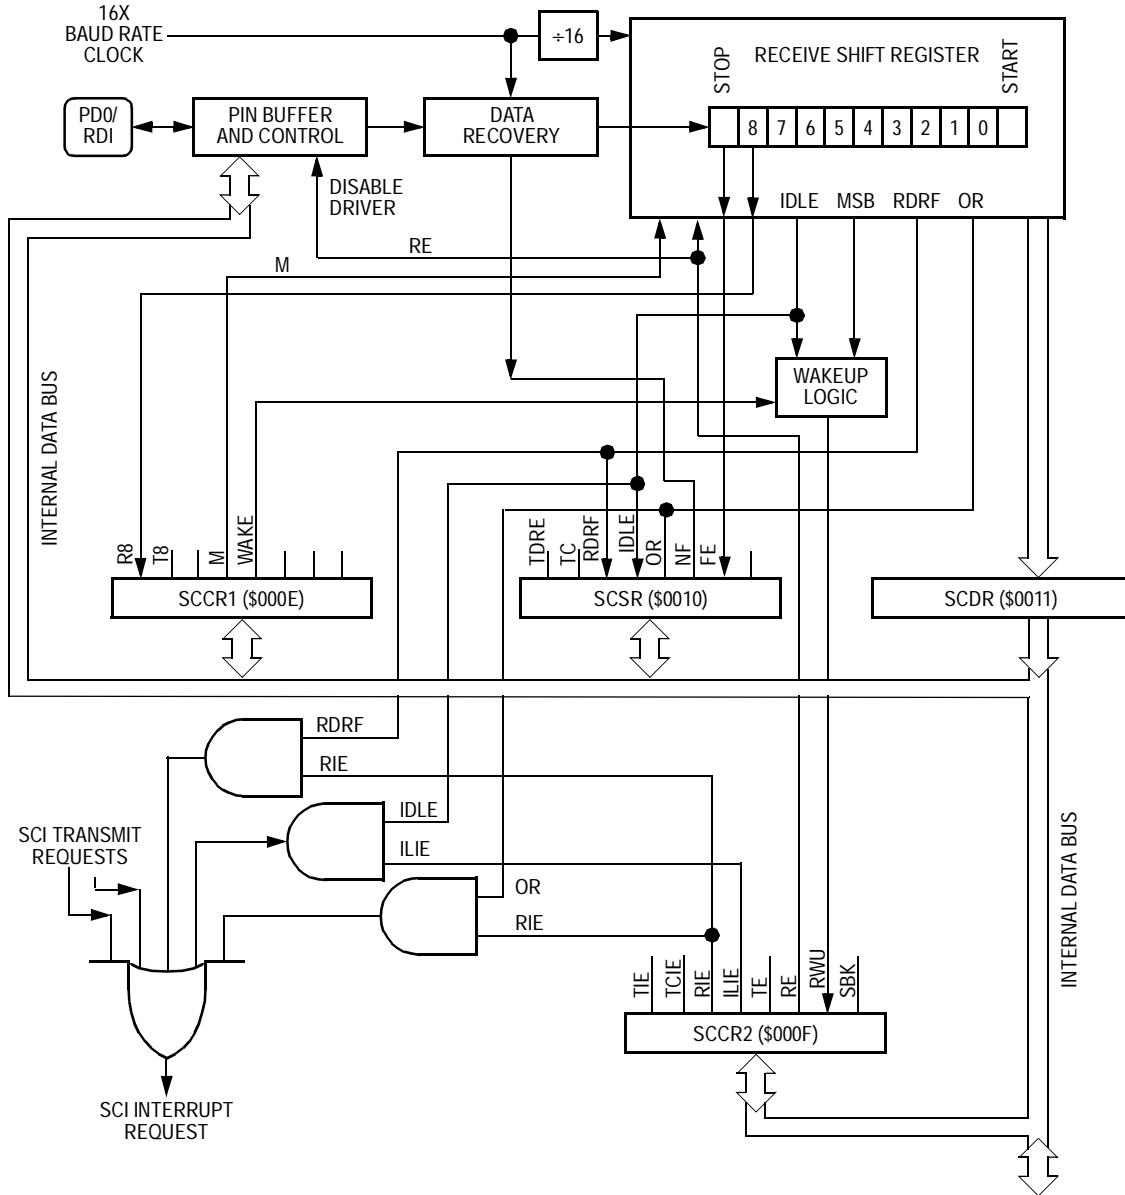 16X
BAUD RATE
CLOCK
÷16
RECEIVE SHIFT REGISTER
STOP
START
PD0/
RDI
PIN BUFFER
AND CONTROL
DATA
RECOVERY
8 7 6 5 4 3 2 1 0
DISABLE
DRIVER
IDLE MSB RDRF OR
RE
M
WAKEUP
LOGIC
INTERNAL DATA BUS
R8 T8 M WAKE
TDRE TC RDRF IDLE OR NF FE
SCCR1 ($000E)
SCSR ($0010)
SCDR ($0011)
RDRF
RIE
IDLE
ILIE
SCI TRANSMIT
REQUESTS
OR
RIE
INTERNAL DATA BUS
TIE TCIE RIE ILIE TE RE RWU SBK
SCCR2 ($000F)
SCI INTERRUPT
REQUEST